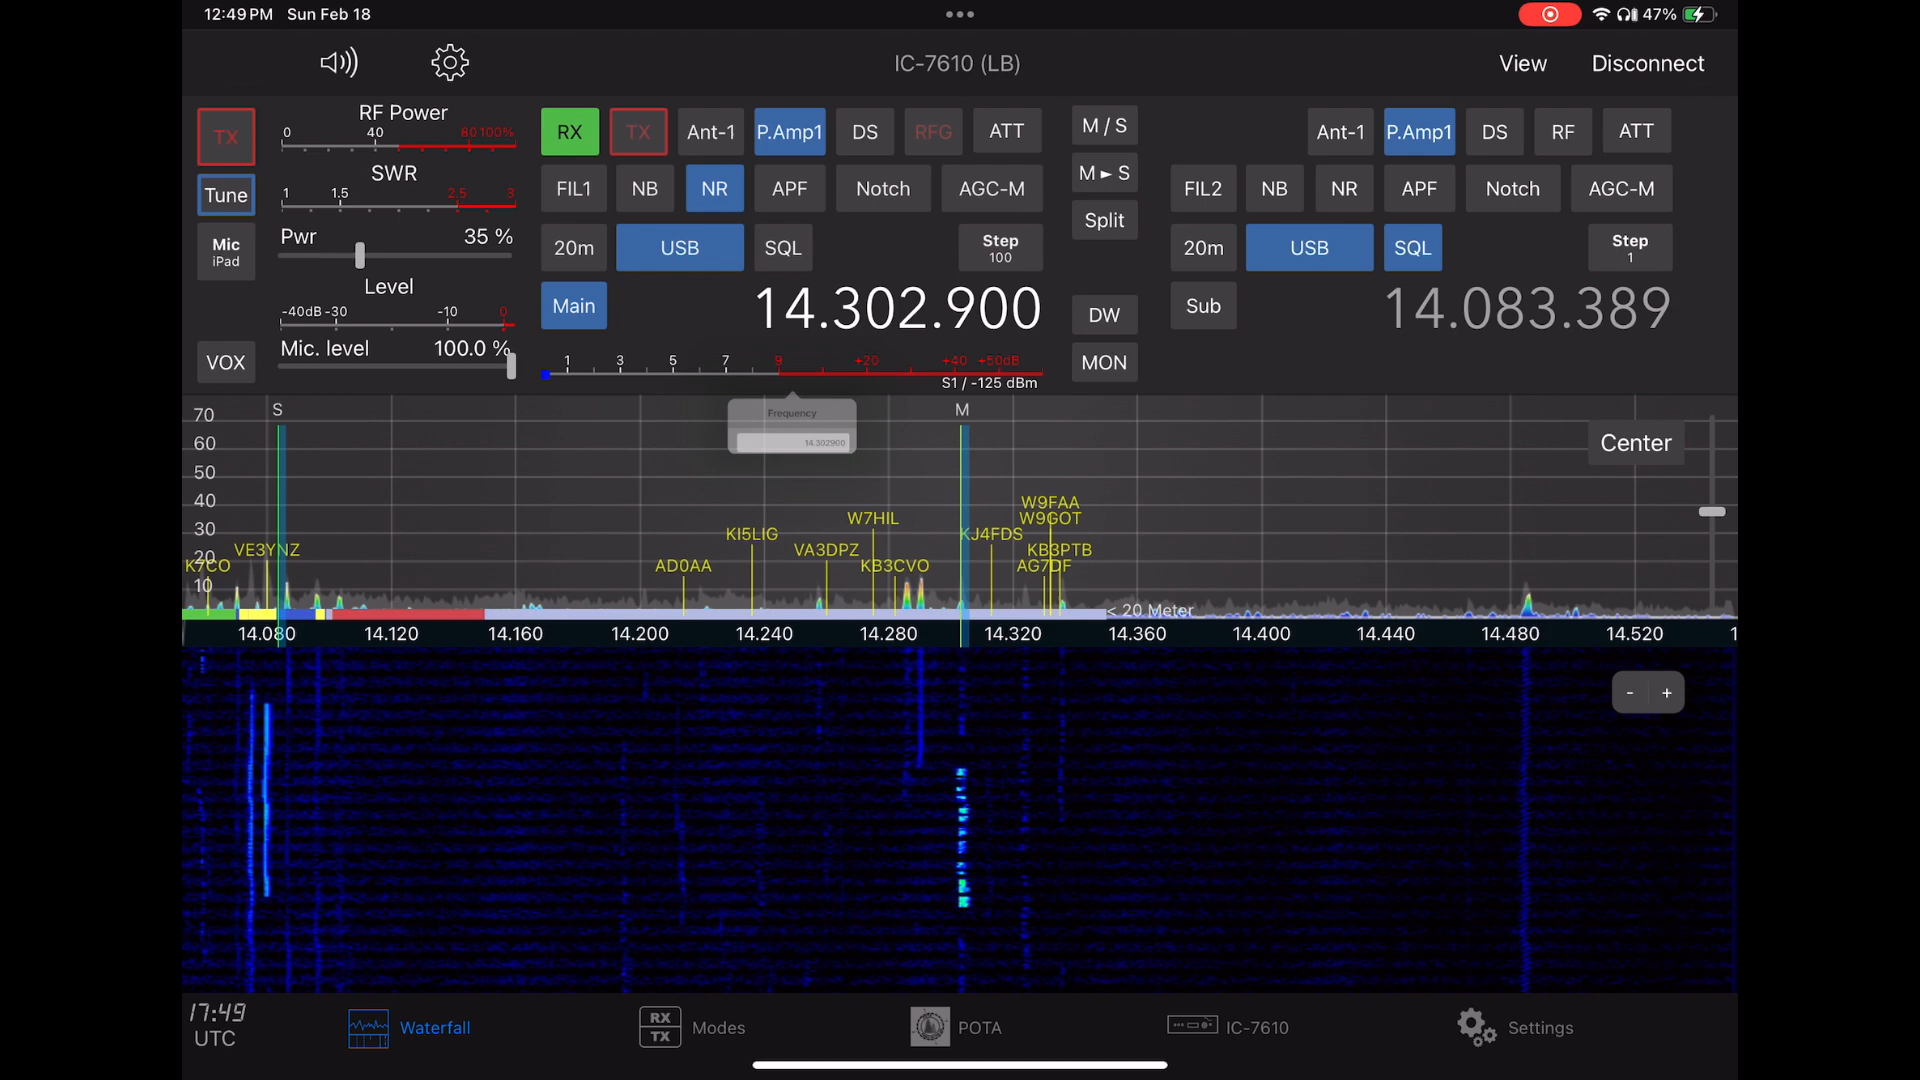 12:49 PM Sun Feb 18
47%
IC-7610 (LB)
View Disconnect
TX
Tune
Mic
iPad
VOX
RF Power
0 40 80 100%
SWR
1 1.5 2.5 3
Pwr 35 %
Level
-40dB -30 -10 0
Mic. level 100.0 %
RX TX Ant-1 P.Amp1 DS RFG ATT
FIL1 NB NR APF Notch AGC-M
20m USB SQL Step
100
Main 14.302.900
1 3 5 7 9 +20 +40 +50dB
S1 / -125 dBm
M / S
M ► S
Split
DW
MON
Ant-1 P.Amp1 DS RF ATT
FIL2 NB NR APF Notch AGC-M
20m USB SQL Step
1
Sub 14.083.389
Frequency
14.302900
S M
Center
70
60
50
40
30
20
10
W9FAA
W7HIL W9GOT
KI5LIG KJ4FDS
VE3YNZ VA3DPZ KB3PTB
K7CO AD0AA KB3CVO AG7DF
< 20 Meter
14.080 14.120 14.160 14.200 14.240 14.280 14.320 14.360 14.400 14.440 14.480 14.520 1
- +
17:49
UTC
Waterfall
RX
TX
Modes
POTA
IC-7610
Settings